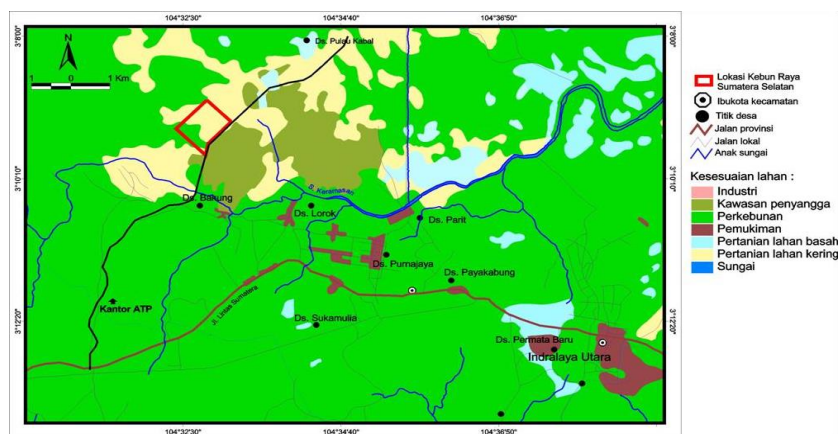 104°32'30" 104°34'40" 104°36'50"
3°8'00" 3°8'00"
N
1 0 1 Km
Ds. Pulau Kabal
3°10'10" 3°10'10"
Ds. Bakung
S. Keramasan
Ds. Lorok
Ds. Parit
Ds. Purnajaya
Ds. Payakabung
Kantor ATP
Jl. Lintas Sumatera
Ds. Sukamulia
3°12'20" 3°12'20"
Ds. Permata Baru
Indralaya Utara
104°32'30" 104°34'40" 104°36'50"
Lokasi Kebun Raya
Sumatera Selatan
Ibukota kecamatan
Titik desa
Jalan provinsi
Jalan lokal
Anak sungai
Kesesuaian lahan :
Industri
Kawasan penyangga
Perkebunan
Pemukiman
Pertanian lahan basah
Pertanian lahan kering
Sungai